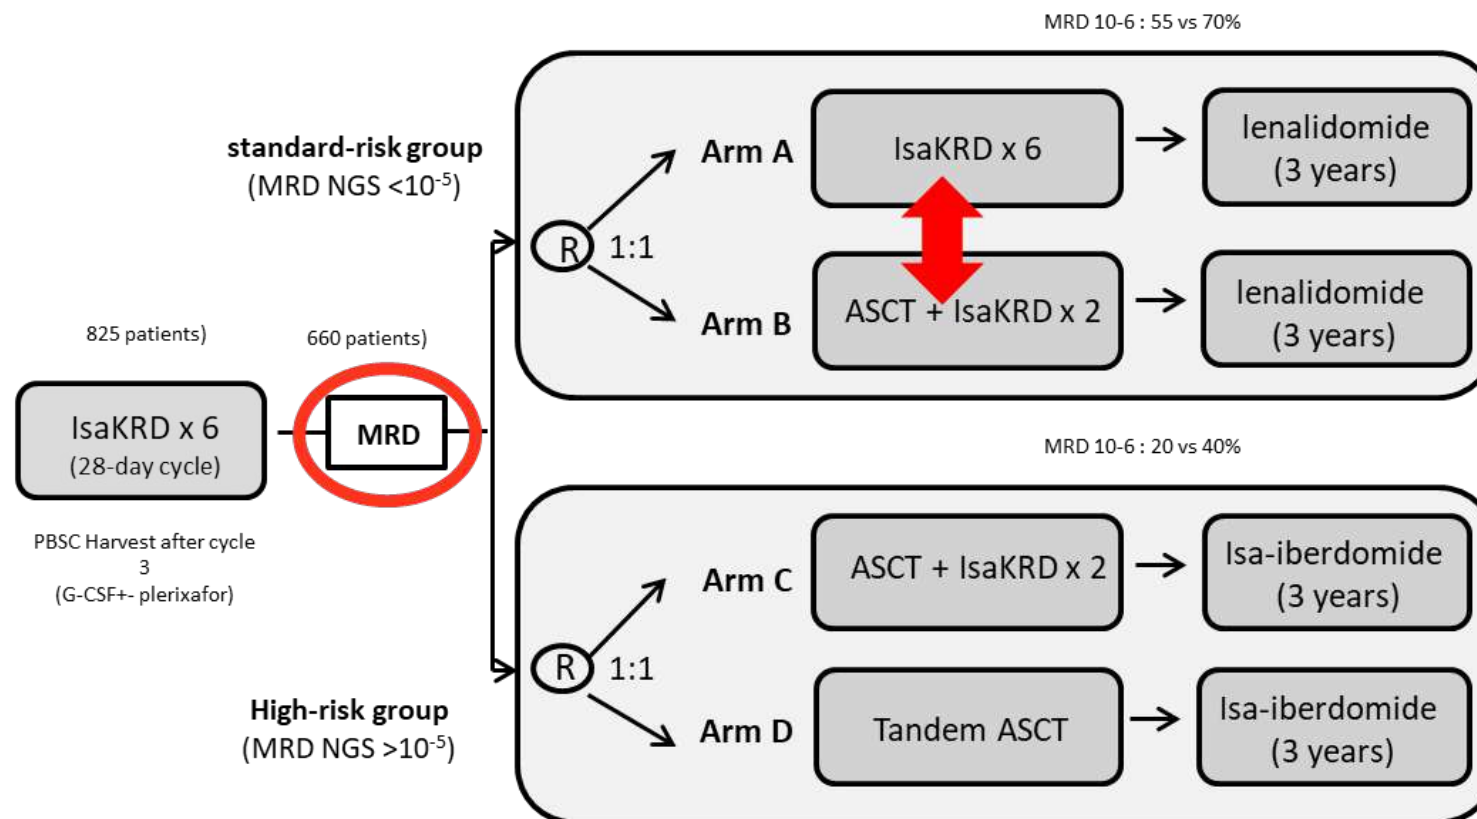 MRD 10-6 : 55 vs 70%
standard-risk group
(MRD NGS <10⁻⁵)
R
1:1
Arm A
IsaKRD x 6
lenalidomide
(3 years)
Arm B
ASCT + IsaKRD x 2
lenalidomide
(3 years)
825 patients)
660 patients)
IsaKRD x 6
(28-day cycle)
MRD
PBSC Harvest after cycle
3
(G-CSF+- plerixafor)
MRD 10-6 : 20 vs 40%
High-risk group
(MRD NGS >10⁻⁵)
R
1:1
Arm C
ASCT + IsaKRD x 2
Isa-iberdomide
(3 years)
Arm D
Tandem ASCT
Isa-iberdomide
(3 years)